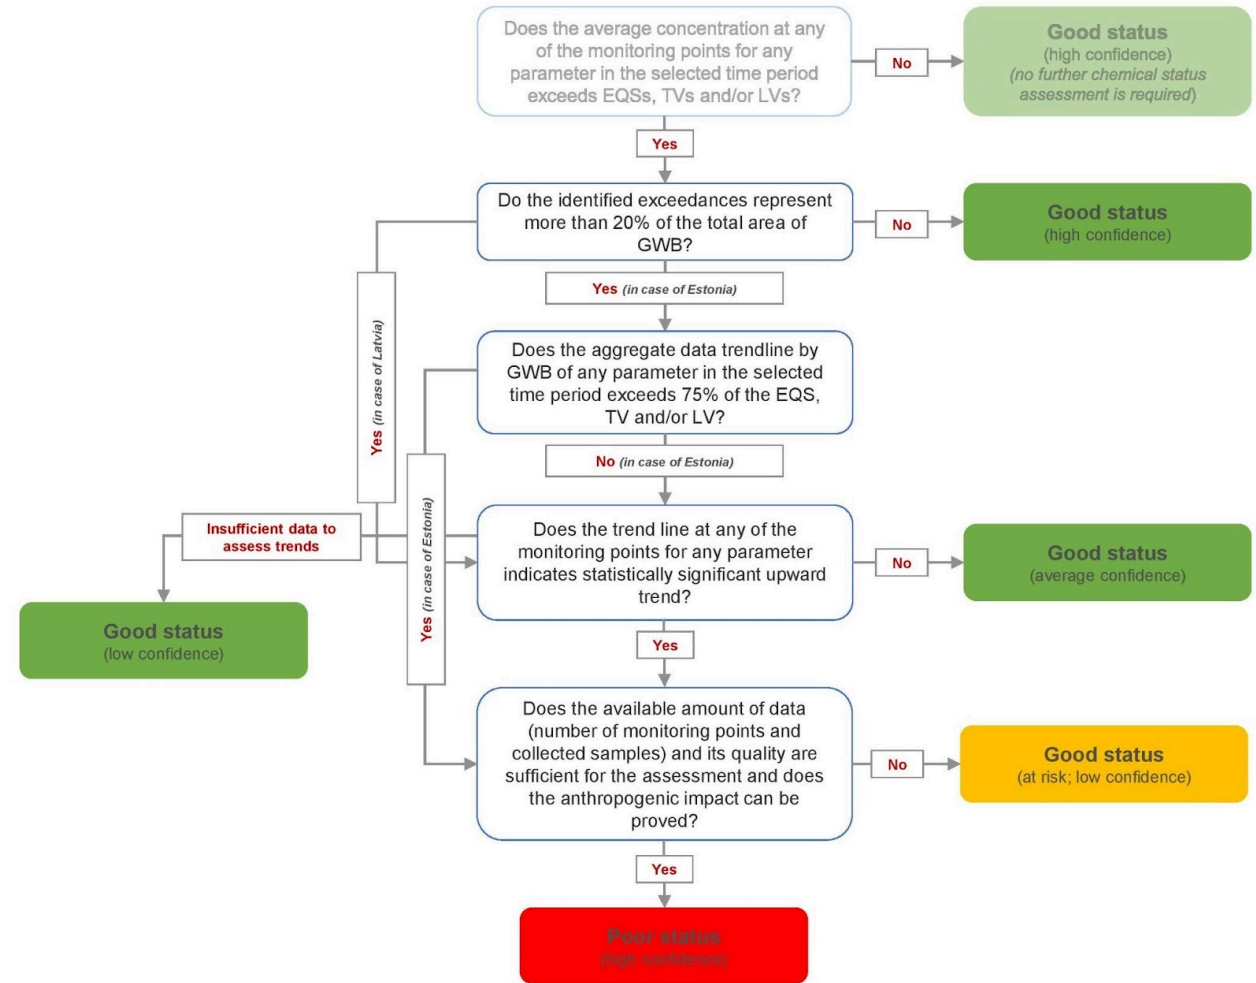 Does the average concentration at any
of the monitoring points for any
parameter in the selected time period
exceeds EQSs, TVs and/or LVs?
No
Good status
(high confidence)
(no further chemical status
assessment is required)
Yes
Do the identified exceedances represent
more than 20% of the total area of
GWB?
No
Good status
(high confidence)
Yes (in case of Latvia)
Yes (in case of Estonia)
Does the aggregate data trendline by
GWB of any parameter in the selected
time period exceeds 75% of the EQS,
TV and/or LV?
No (in case of Estonia)
Yes (in case of Estonia)
Insufficient data to
assess trends
Good status
(low confidence)
Does the trend line at any of the
monitoring points for any parameter
indicates statistically significant upward
trend?
No
Good status
(average confidence)
Yes
Does the available amount of data
(number of monitoring points and
collected samples) and its quality are
sufficient for the assessment and does
the anthropogenic impact can be
proved?
No
Good status
(at risk; low confidence)
Yes
Poor status
(high confidence)